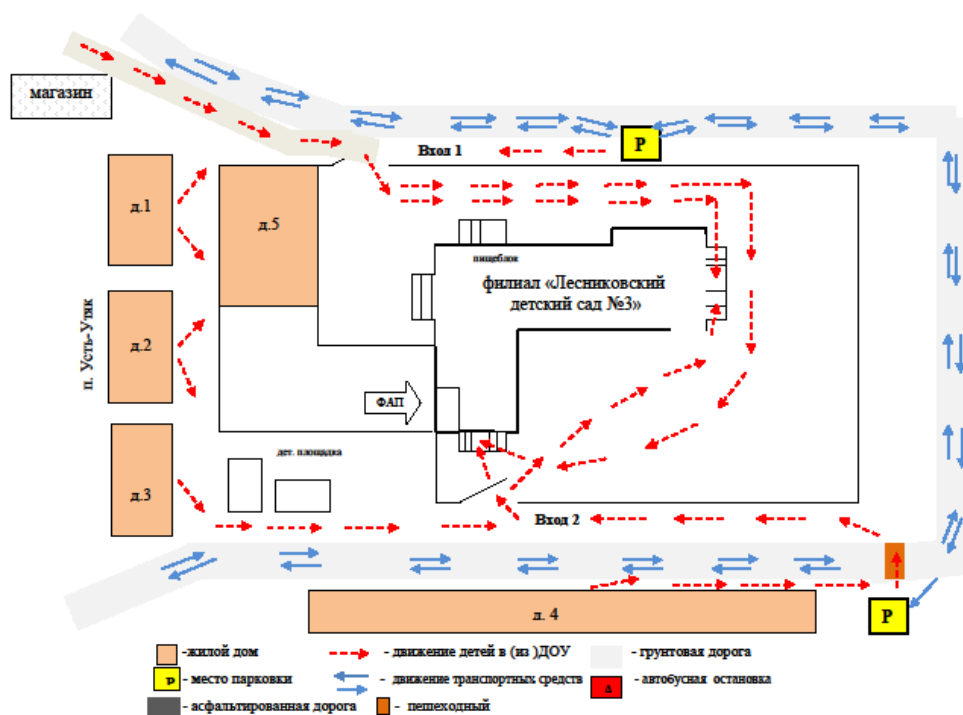 магазин
Вход 1
Р
д.1
д.5
пищеблок
филиал «Лесниковский
детский сад №3»
п. Усть-Утяк
д.2
ФАП
дет. площадка
д.3
Вход 2
д. 4
Р
-жилой дом
- движение детей в (из )ДОУ
- грунтовая дорога
Р
- место парковки
- движение транспортных средств
А
- автобусная остановка
- асфальтированная дорога
- пешеходный